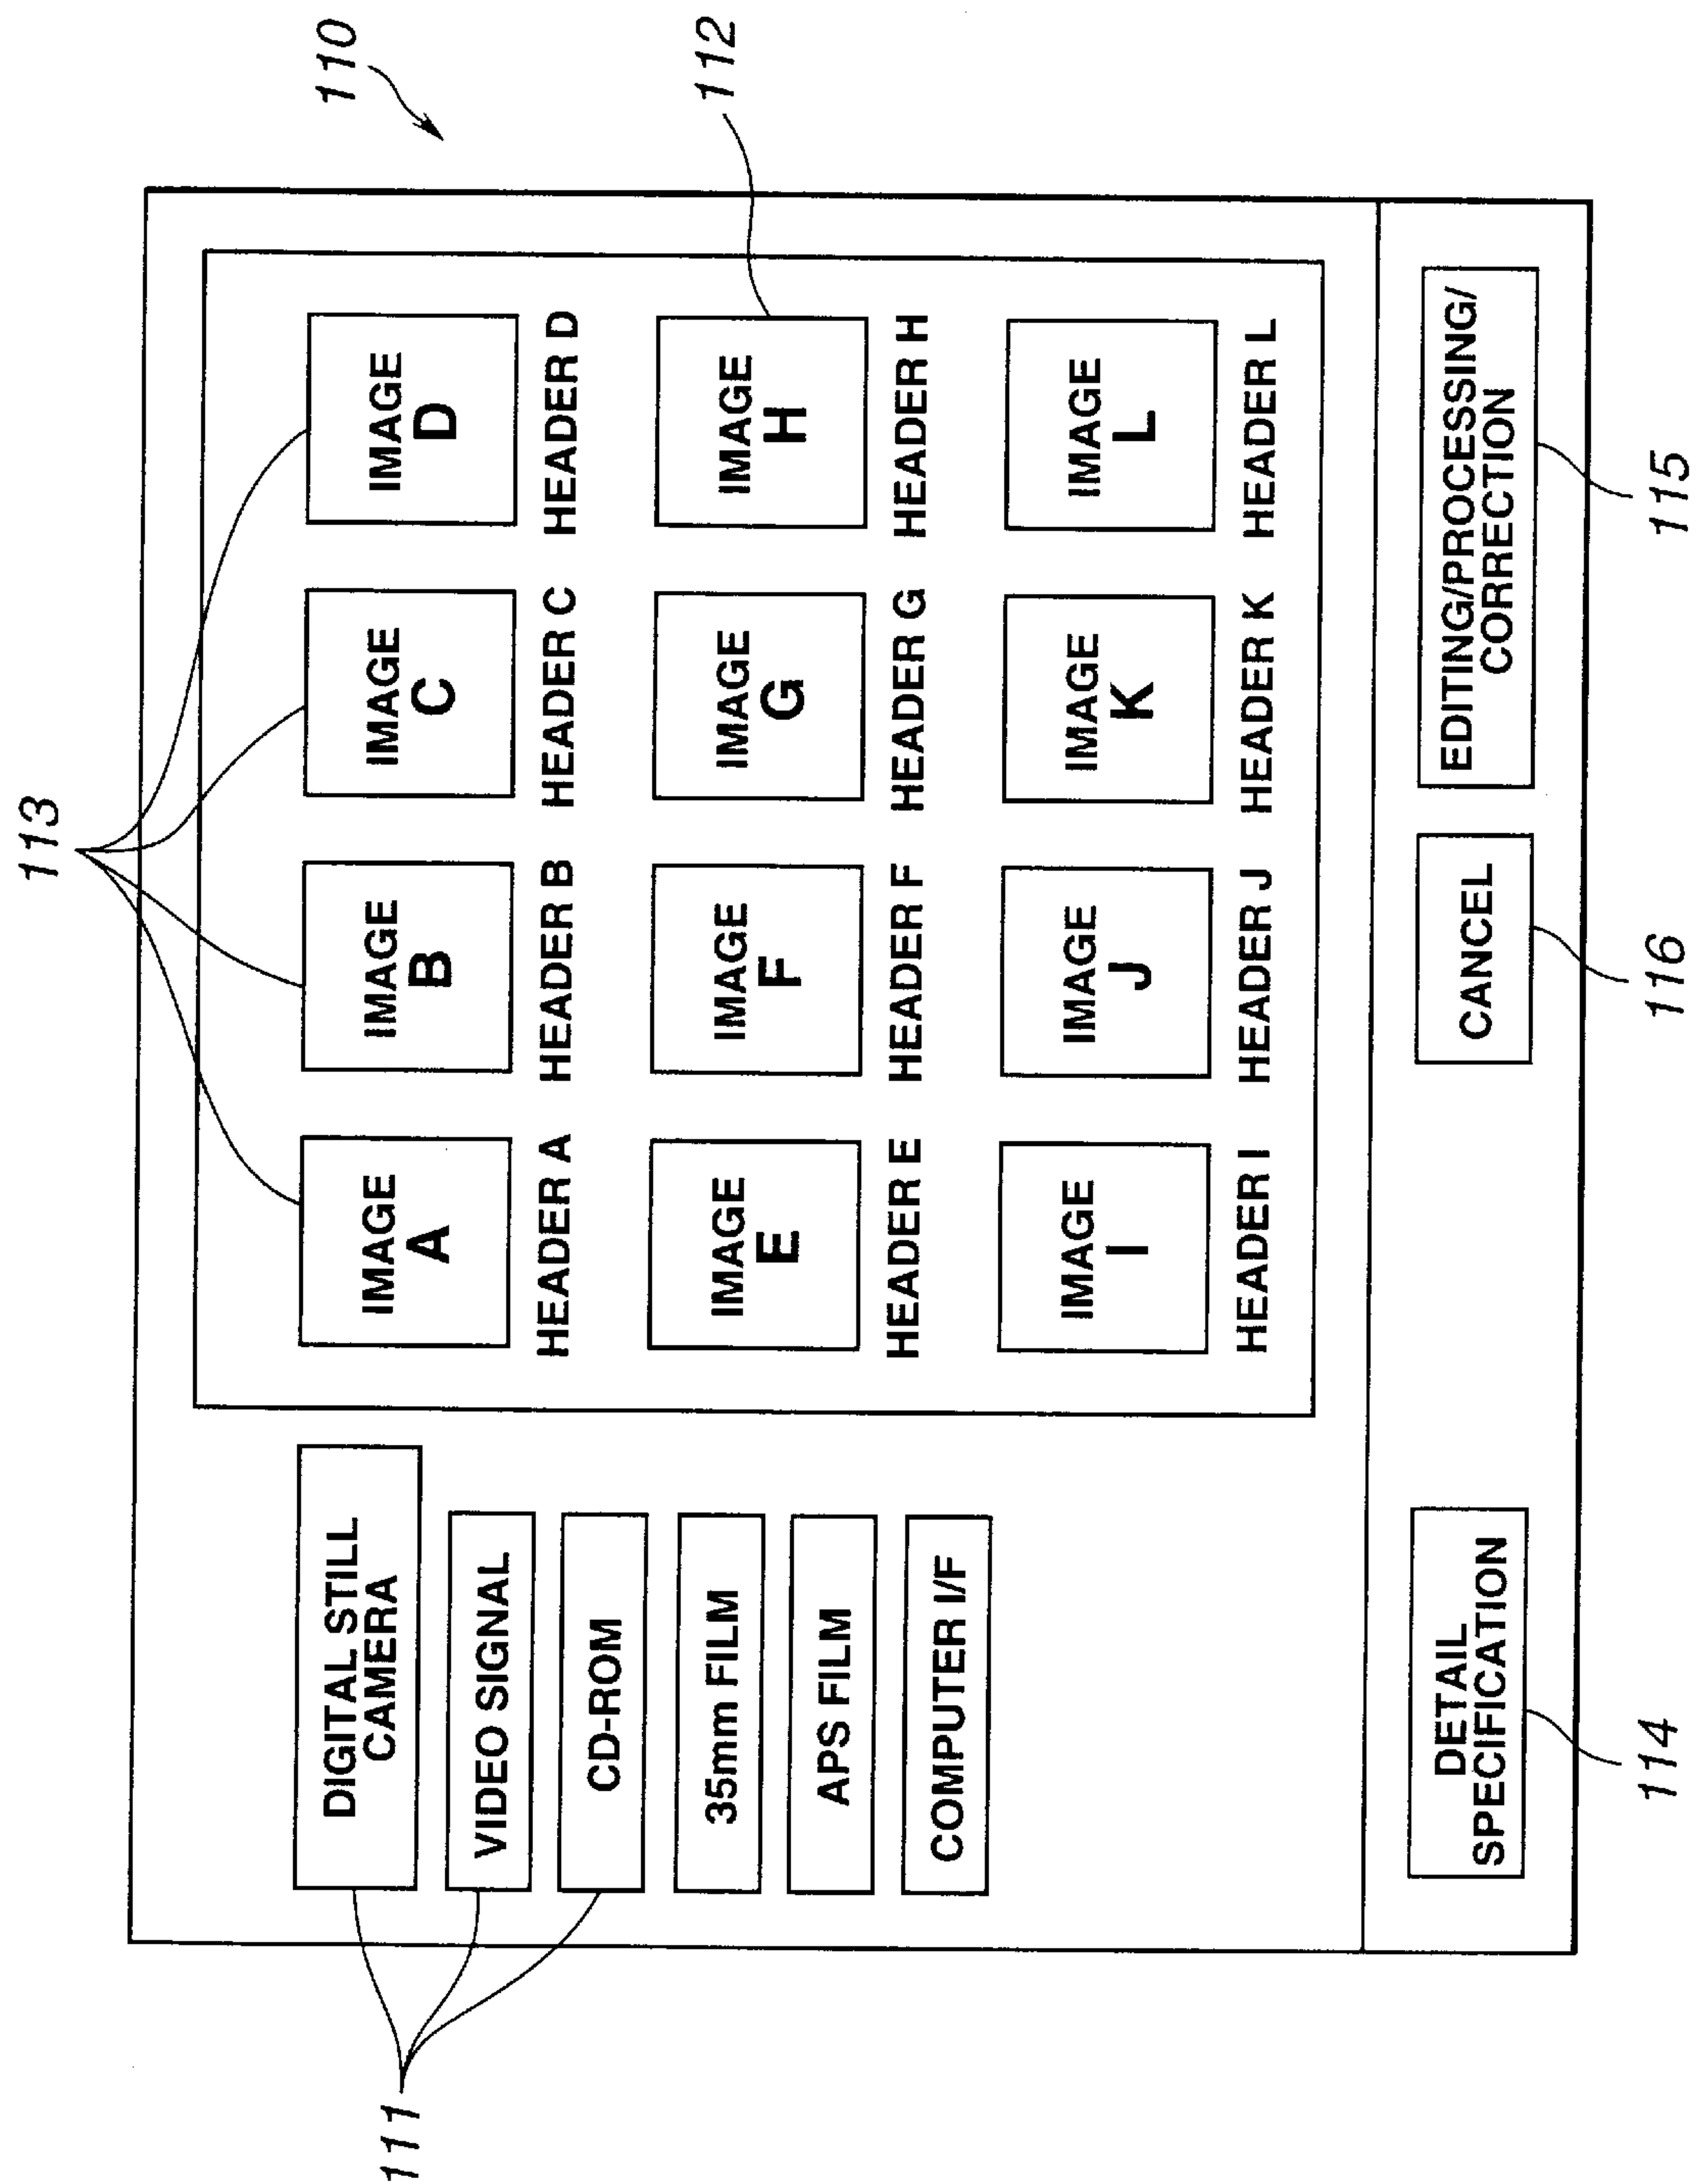 110
113
112
111
DIGITAL STILL
CAMERA
VIDEO SIGNAL
CD-ROM
35mm FILM
APS FILM
COMPUTER I/F
IMAGE
A
IMAGE
B
IMAGE
C
IMAGE
D
HEADER A
HEADER B
HEADER C
HEADER D
IMAGE
E
IMAGE
F
IMAGE
G
IMAGE
H
HEADER E
HEADER F
HEADER G
HEADER H
IMAGE
I
IMAGE
J
IMAGE
K
IMAGE
L
HEADER I
HEADER J
HEADER K
HEADER L
DETAIL
SPECIFICATION
CANCEL
EDITING/PROCESSING/
CORRECTION
114
116
115